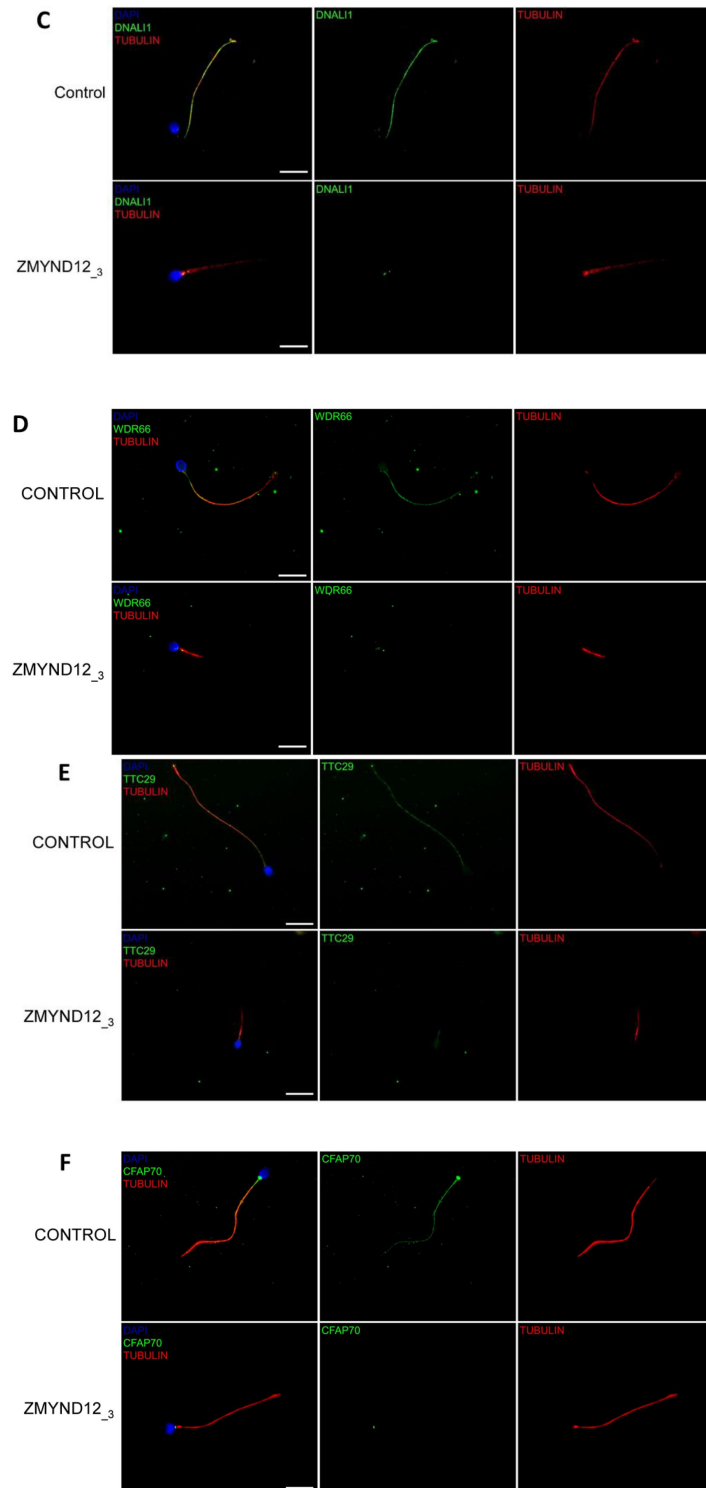 C
DAPI
DNALI1
TUBULIN
DNALI1
TUBULIN
Control
DAPI
DNALI1
TUBULIN
DNALI1
TUBULIN
ZMYND12_3
D
DAPI
WDR66
TUBULIN
WDR66
TUBULIN
CONTROL
DAPI
WDR66
TUBULIN
WDR66
TUBULIN
ZMYND12_3
E
DAPI
TTC29
TUBULIN
TTC29
TUBULIN
CONTROL
DAPI
TTC29
TUBULIN
TTC29
TUBULIN
ZMYND12_3
F
DAPI
CFAP70
TUBULIN
CFAP70
TUBULIN
CONTROL
DAPI
CFAP70
TUBULIN
CFAP70
TUBULIN
ZMYND12_3